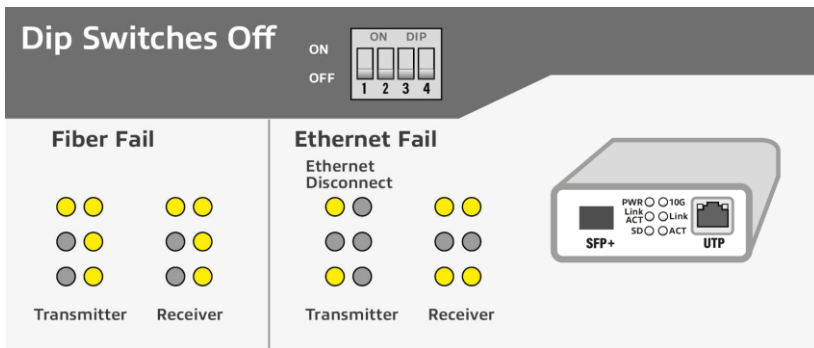 Dip Switches Off
ON
OFF
ON DIP
1 2 3 4
Fiber Fail
Transmitter Receiver
Ethernet Fail
Ethernet
Disconnect
Transmitter Receiver
PWR 10G
Link
ACT Link
SD ACT
SFP+
UTP